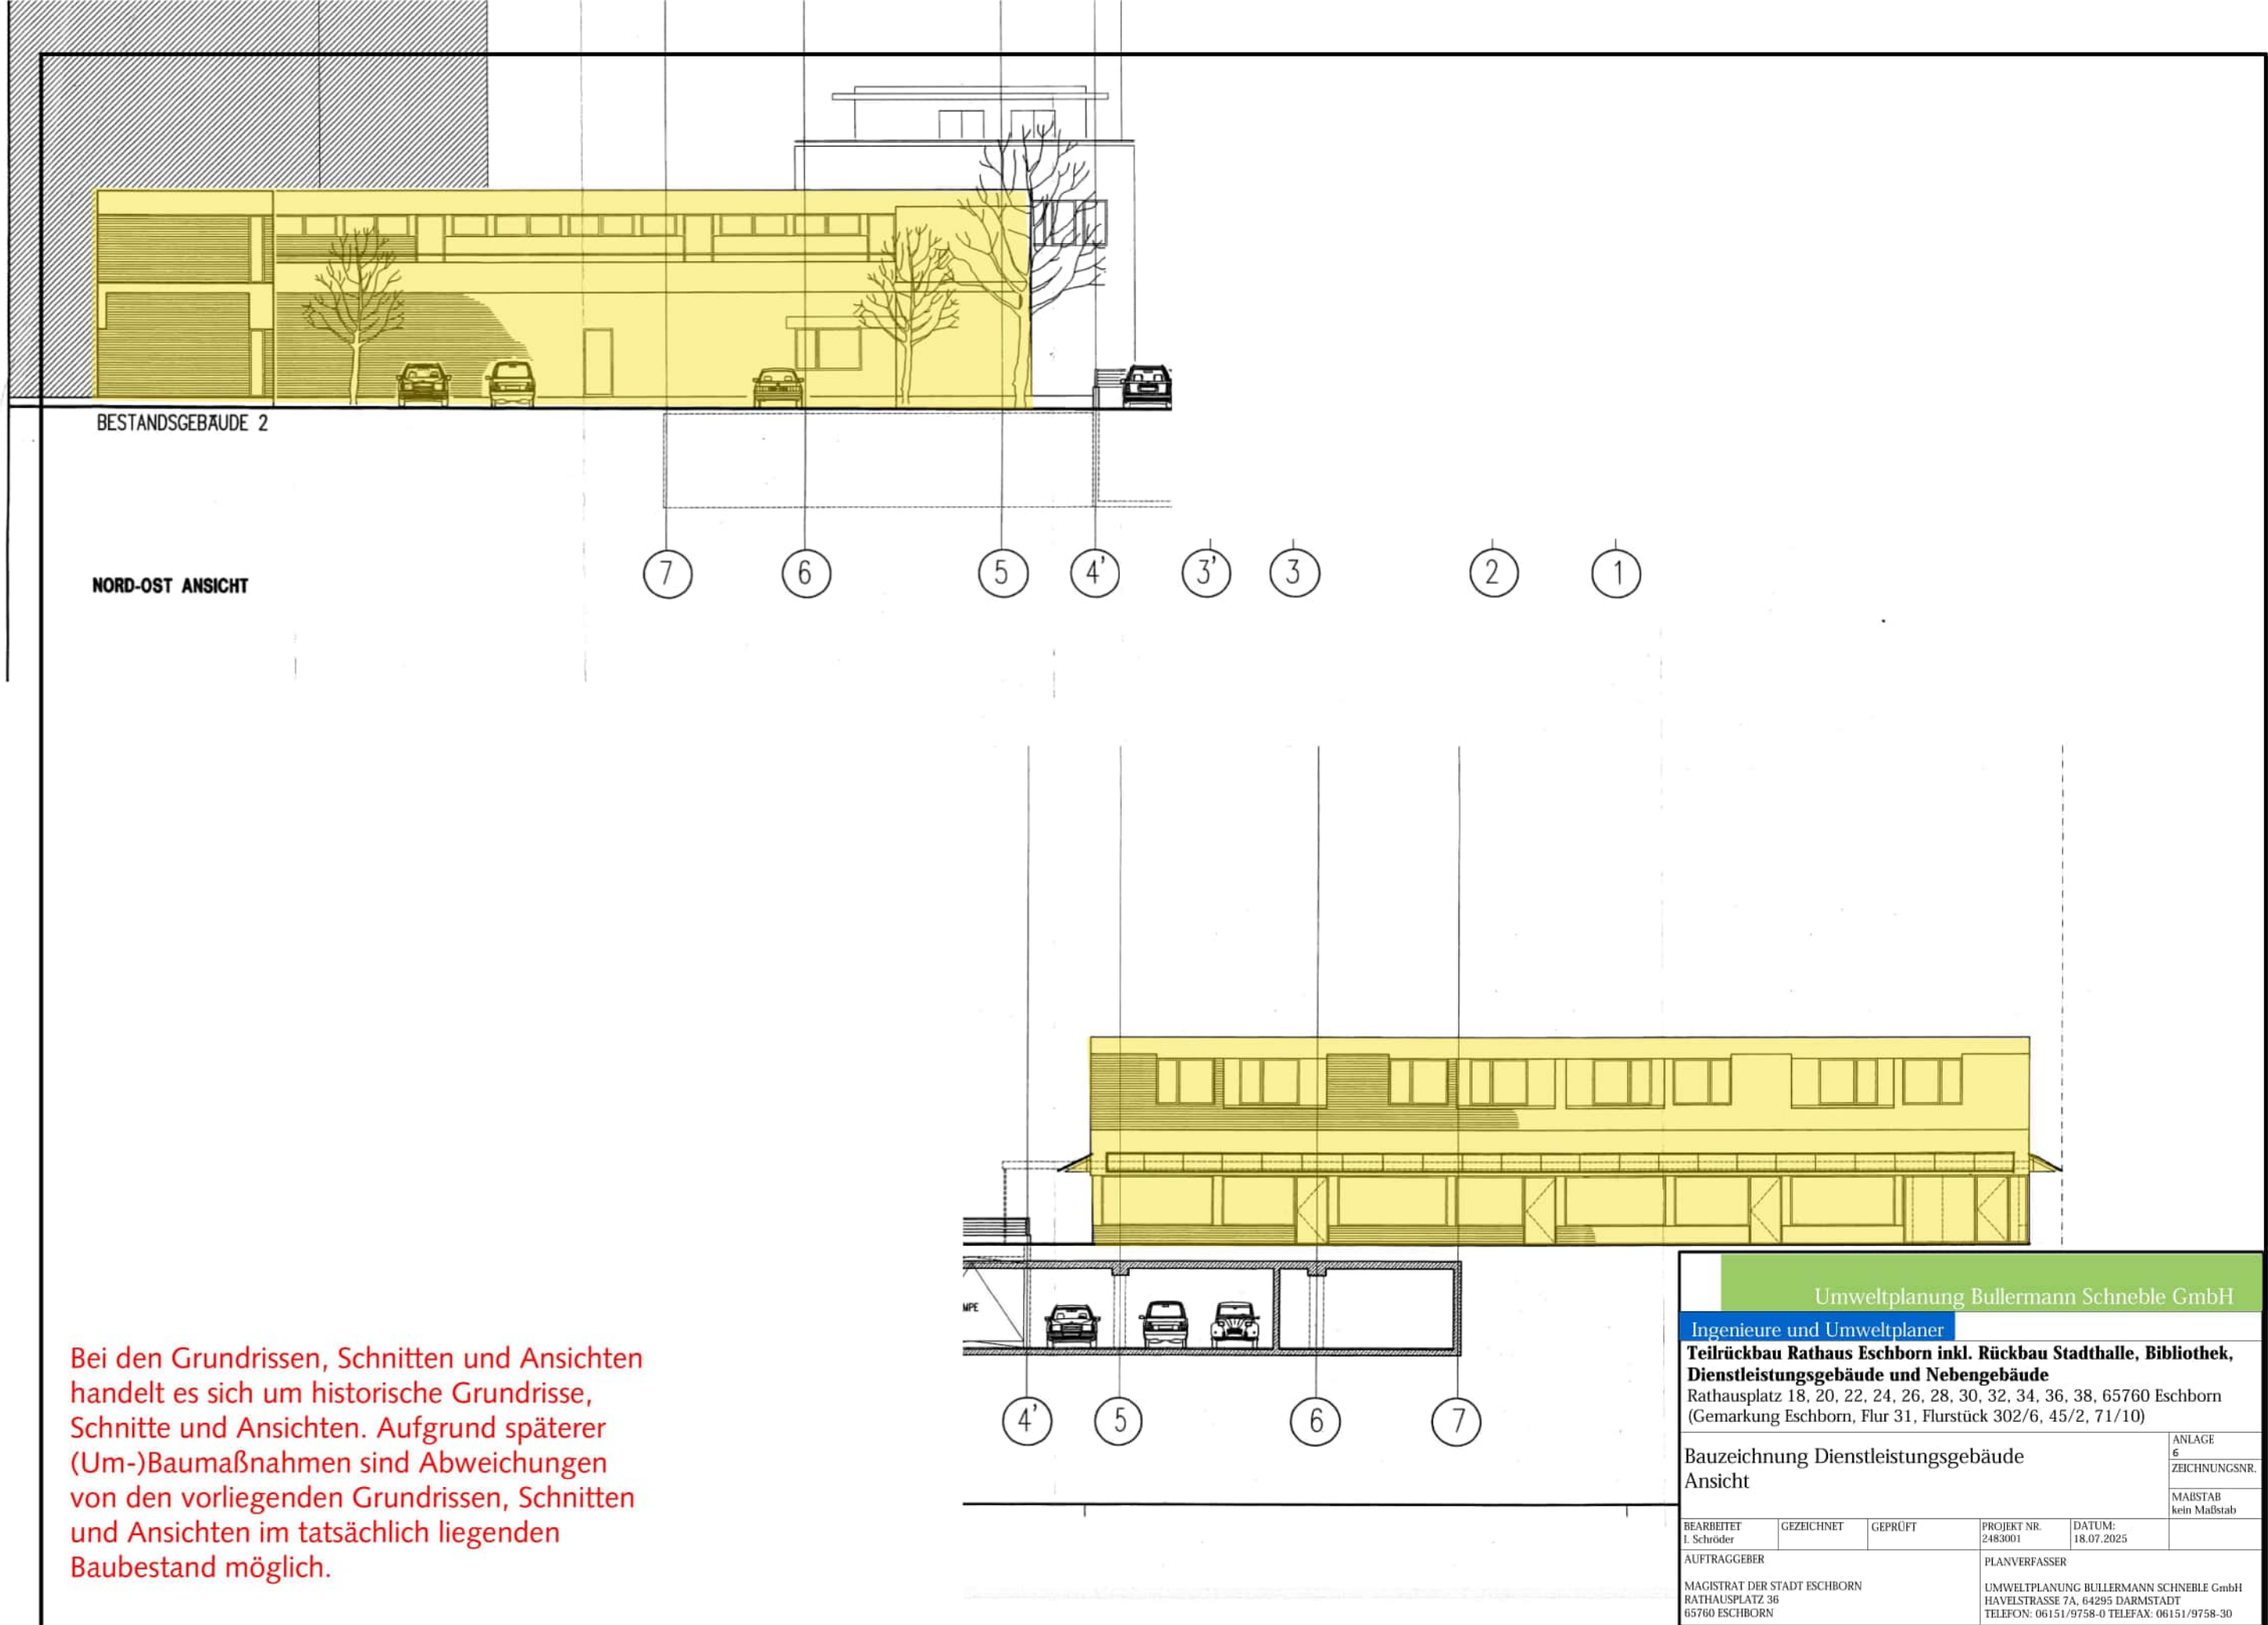 BESTANDSGEBÄUDE 2
7 6 5 4' 3' 3 2 1
NORD-OST ANSICHT
MPE
4' 5 6 7
Bei den Grundrissen, Schnitten und Ansichten
handelt es sich um historische Grundrisse,
Schnitte und Ansichten. Aufgrund späterer
(Um-)Baumaßnahmen sind Abweichungen
von den vorliegenden Grundrissen, Schnitten
und Ansichten im tatsächlich liegenden
Baubestand möglich.
Umweltplanung Bullermann Schneble GmbH
Ingenieure und Umweltplaner
Teilrückbau Rathaus Eschborn inkl. Rückbau Stadthalle, Bibliothek,
Dienstleistungsgebäude und Nebengebäude
Rathausplatz 18, 20, 22, 24, 26, 28, 30, 32, 34, 36, 38, 65760 Eschborn
(Gemarkung Eschborn, Flur 31, Flurstück 302/6, 45/2, 71/10)
Bauzeichnung Dienstleistungsgebäude
Ansicht
ANLAGE
6
ZEICHNUNGSNR.
MAßSTAB
kein Maßstab
BEARBEITET
I. Schröder
GEZEICHNET
GEPRÜFT
PROJEKT NR.
2483001
DATUM:
18.07.2025
AUFTRAGGEBER
MAGISTRAT DER STADT ESCHBORN
RATHAUSPLATZ 36
65760 ESCHBORN
PLANVERFASSER
UMWELTPLANUNG BULLERMANN SCHNEBLE GmbH
HAVELSTRASSE 7A, 64295 DARMSTADT
TELEFON: 06151/9758-0 TELEFAX: 06151/9758-30